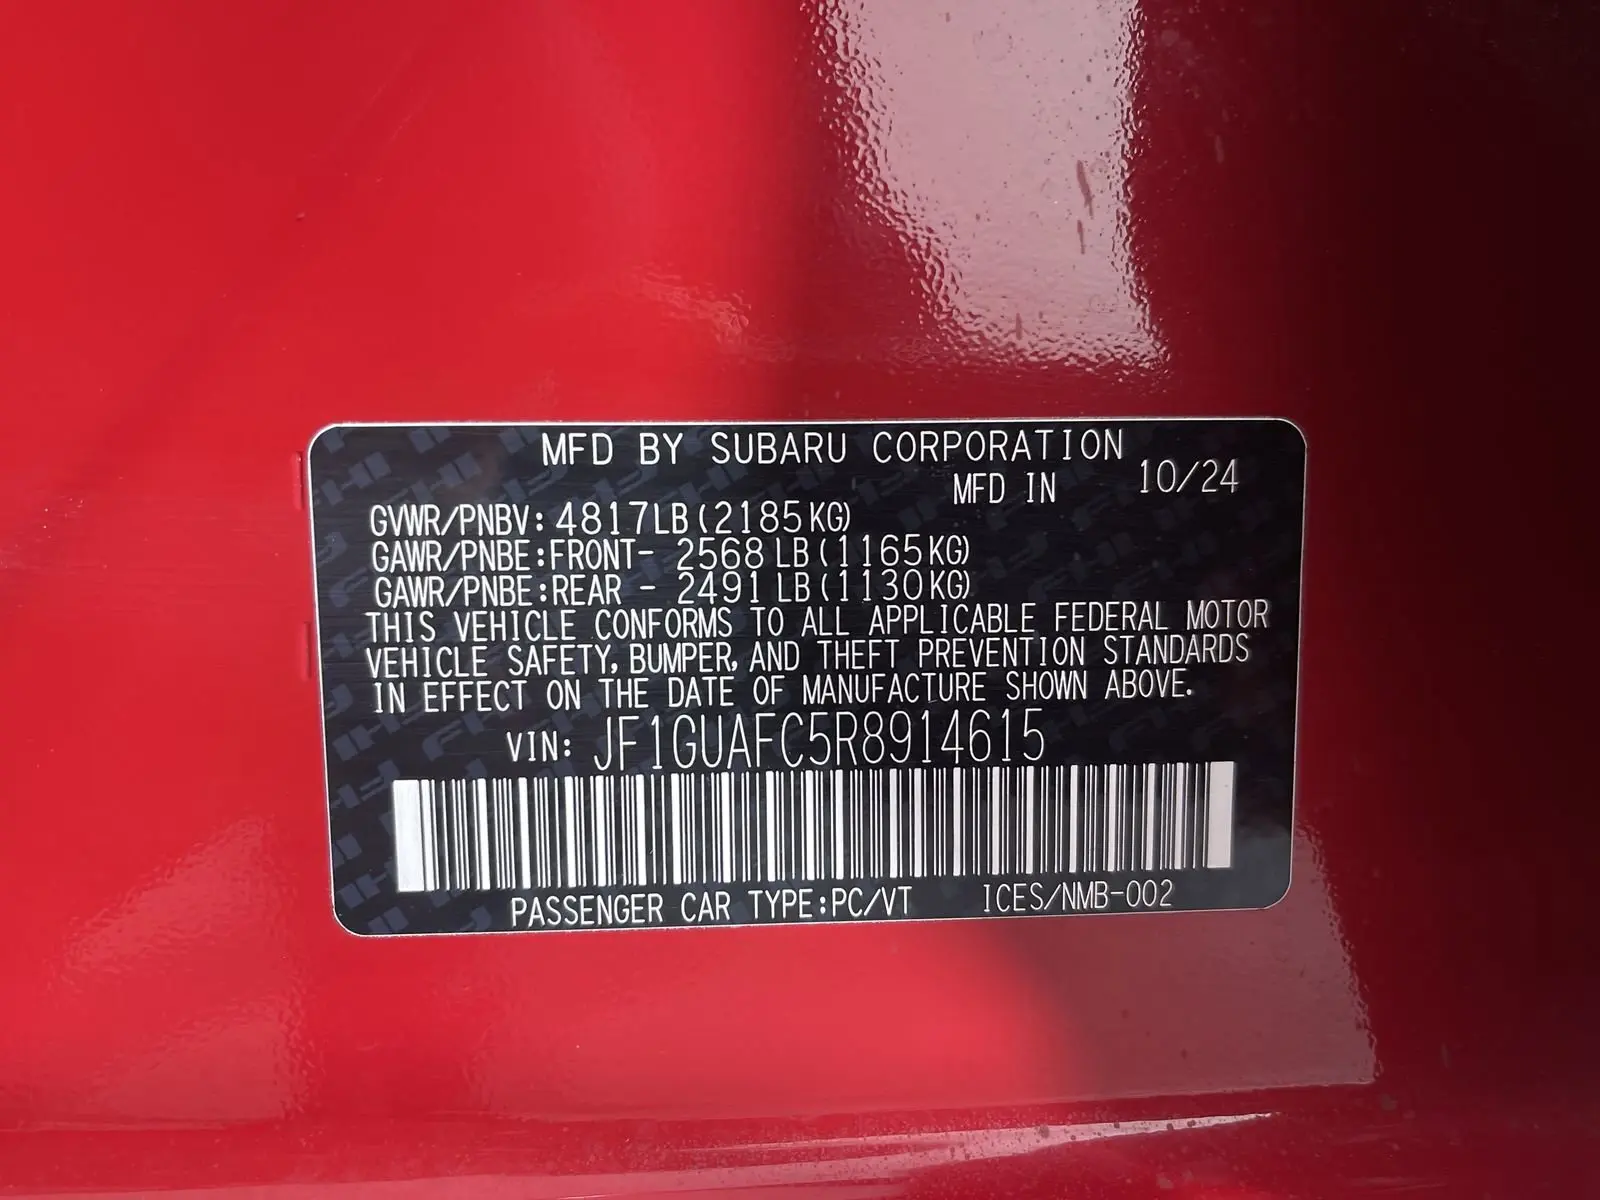 MFD BY SUBARU CORPORATION
MFD IN 10/24
GVWR/PNBV: 4817LB(2185KG)
GAWR/PNBE:FRONT- 2568 LB(1165KG)
GAWR/PNBE:REAR - 2491 LB(1130KG)
THIS VEHICLE CONFORMS TO ALL APPLICABLE FEDERAL MOTOR
VEHICLE SAFETY, BUMPER, AND THEFT PREVENTION STANDARDS
IN EFFECT ON THE DATE OF MANUFACTURE SHOWN ABOVE.
VIN: JF1GUAFC5R8914615
PASSENGER CAR TYPE:PC/VT ICES/NMB-002